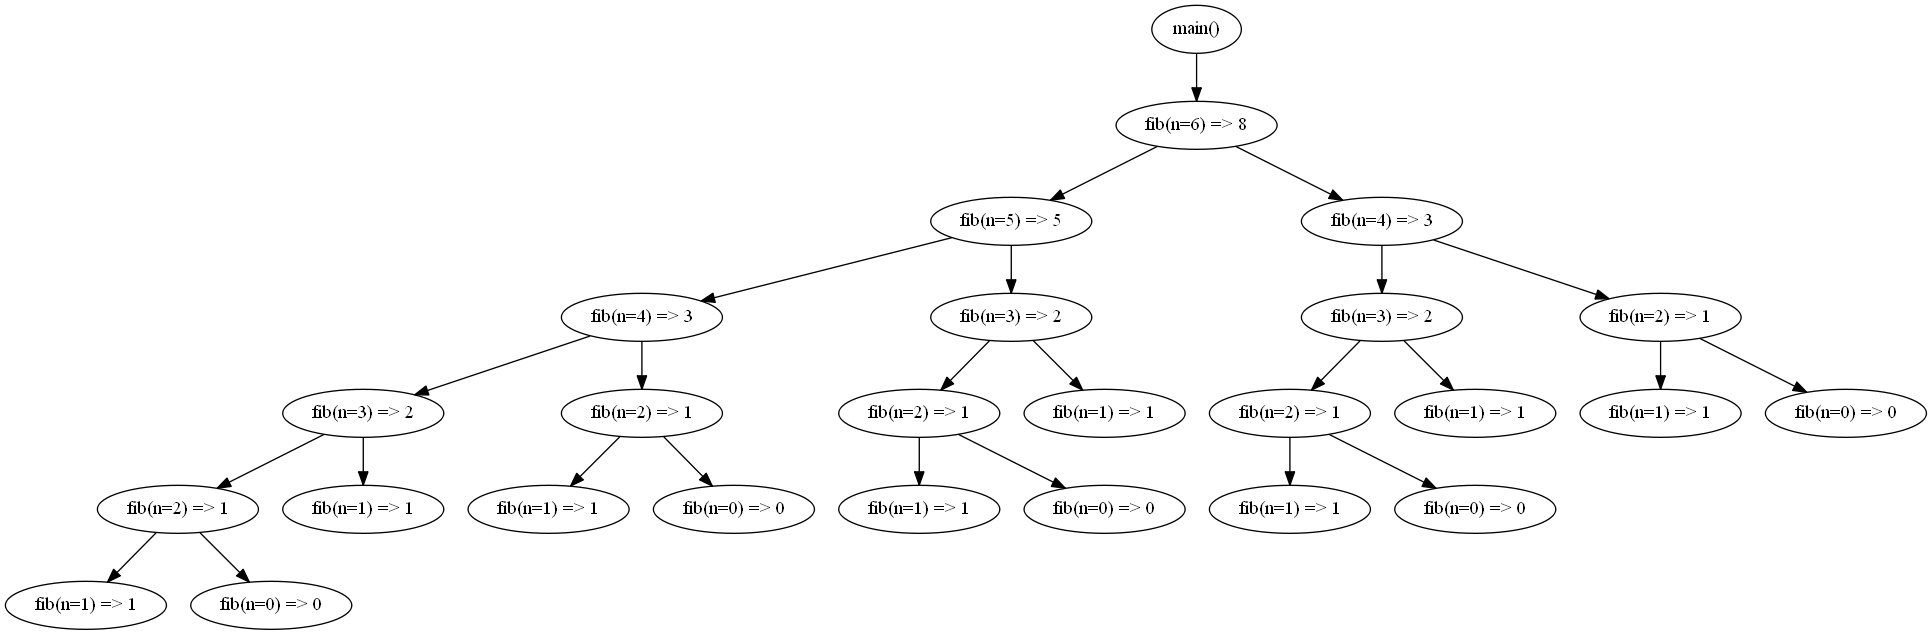 main()
fib(n=6) => 8
fib(n=5) => 5
fib(n=4) => 3
fib(n=4) => 3
fib(n=3) => 2
fib(n=3) => 2
fib(n=2) => 1
fib(n=3) => 2
fib(n=2) => 1
fib(n=2) => 1
fib(n=1) => 1
fib(n=2) => 1
fib(n=1) => 1
fib(n=1) => 1
fib(n=0) => 0
fib(n=2) => 1
fib(n=1) => 1
fib(n=1) => 1
fib(n=0) => 0
fib(n=1) => 1
fib(n=0) => 0
fib(n=1) => 1
fib(n=0) => 0
fib(n=1) => 1
fib(n=0) => 0